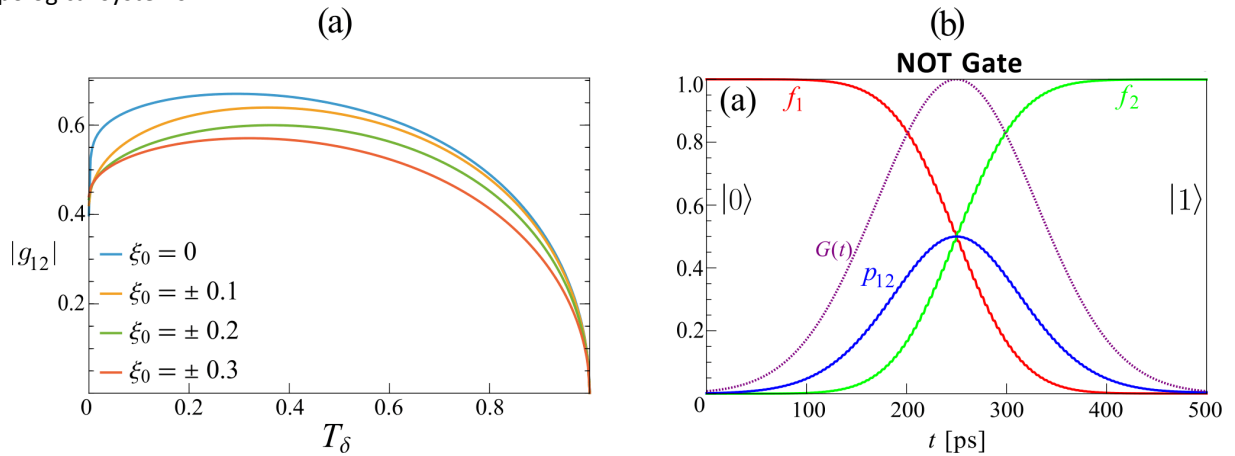 (a)
|g₁₂|
0.6
0.4
0.2
ξ₀ = 0
ξ₀ = ± 0.1
ξ₀ = ± 0.2
ξ₀ = ± 0.3
0 0.2 0.4 0.6 0.8
T_δ
(b)
NOT Gate
(a)
f₁
f₂
|0⟩
|1⟩
G(t)
p₁₂
1.0
0.8
0.6
0.4
0.2
0 100 200 300 400 500
t [ps]